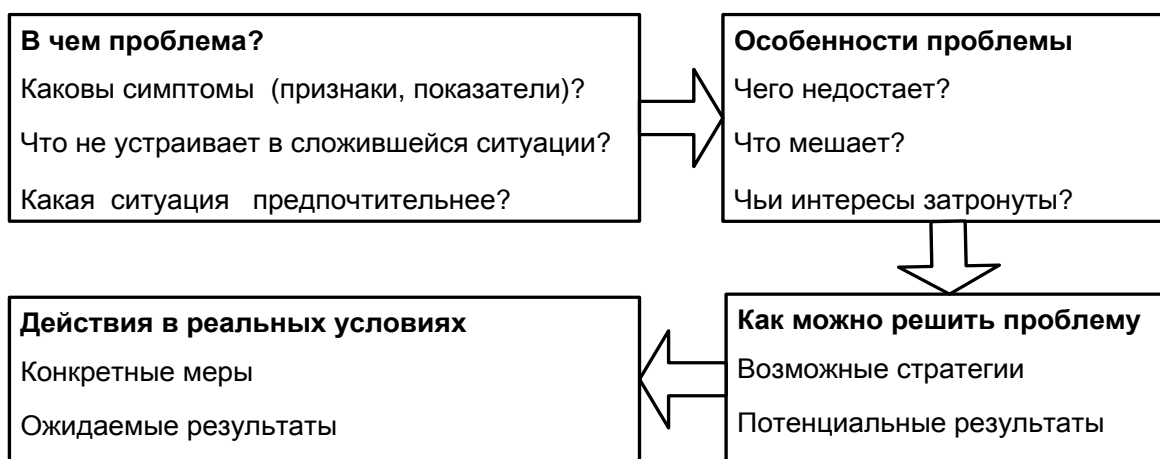 В чем проблема?
Каковы симптомы (признаки, показатели)?
Что не устраивает в сложившейся ситуации?
Какая ситуация предпочтительнее?
Особенности проблемы
Чего недостает?
Что мешает?
Чьи интересы затронуты?
Как можно решить проблему
Возможные стратегии
Потенциальные результаты
Действия в реальных условиях
Конкретные меры
Ожидаемые результаты